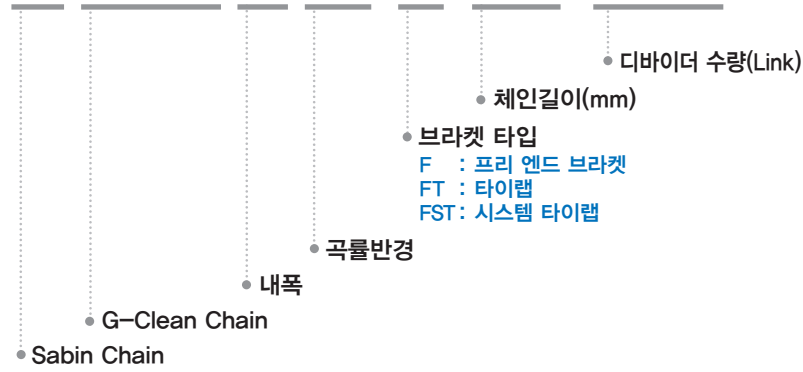 디바이더 수량(Link)
체인길이(mm)
브라켓 타입
F : 프리 엔드 브라켓
FT : 타이랩
FST : 시스템 타이랩
곡률반경
내폭
G-Clean Chain
Sabin Chain